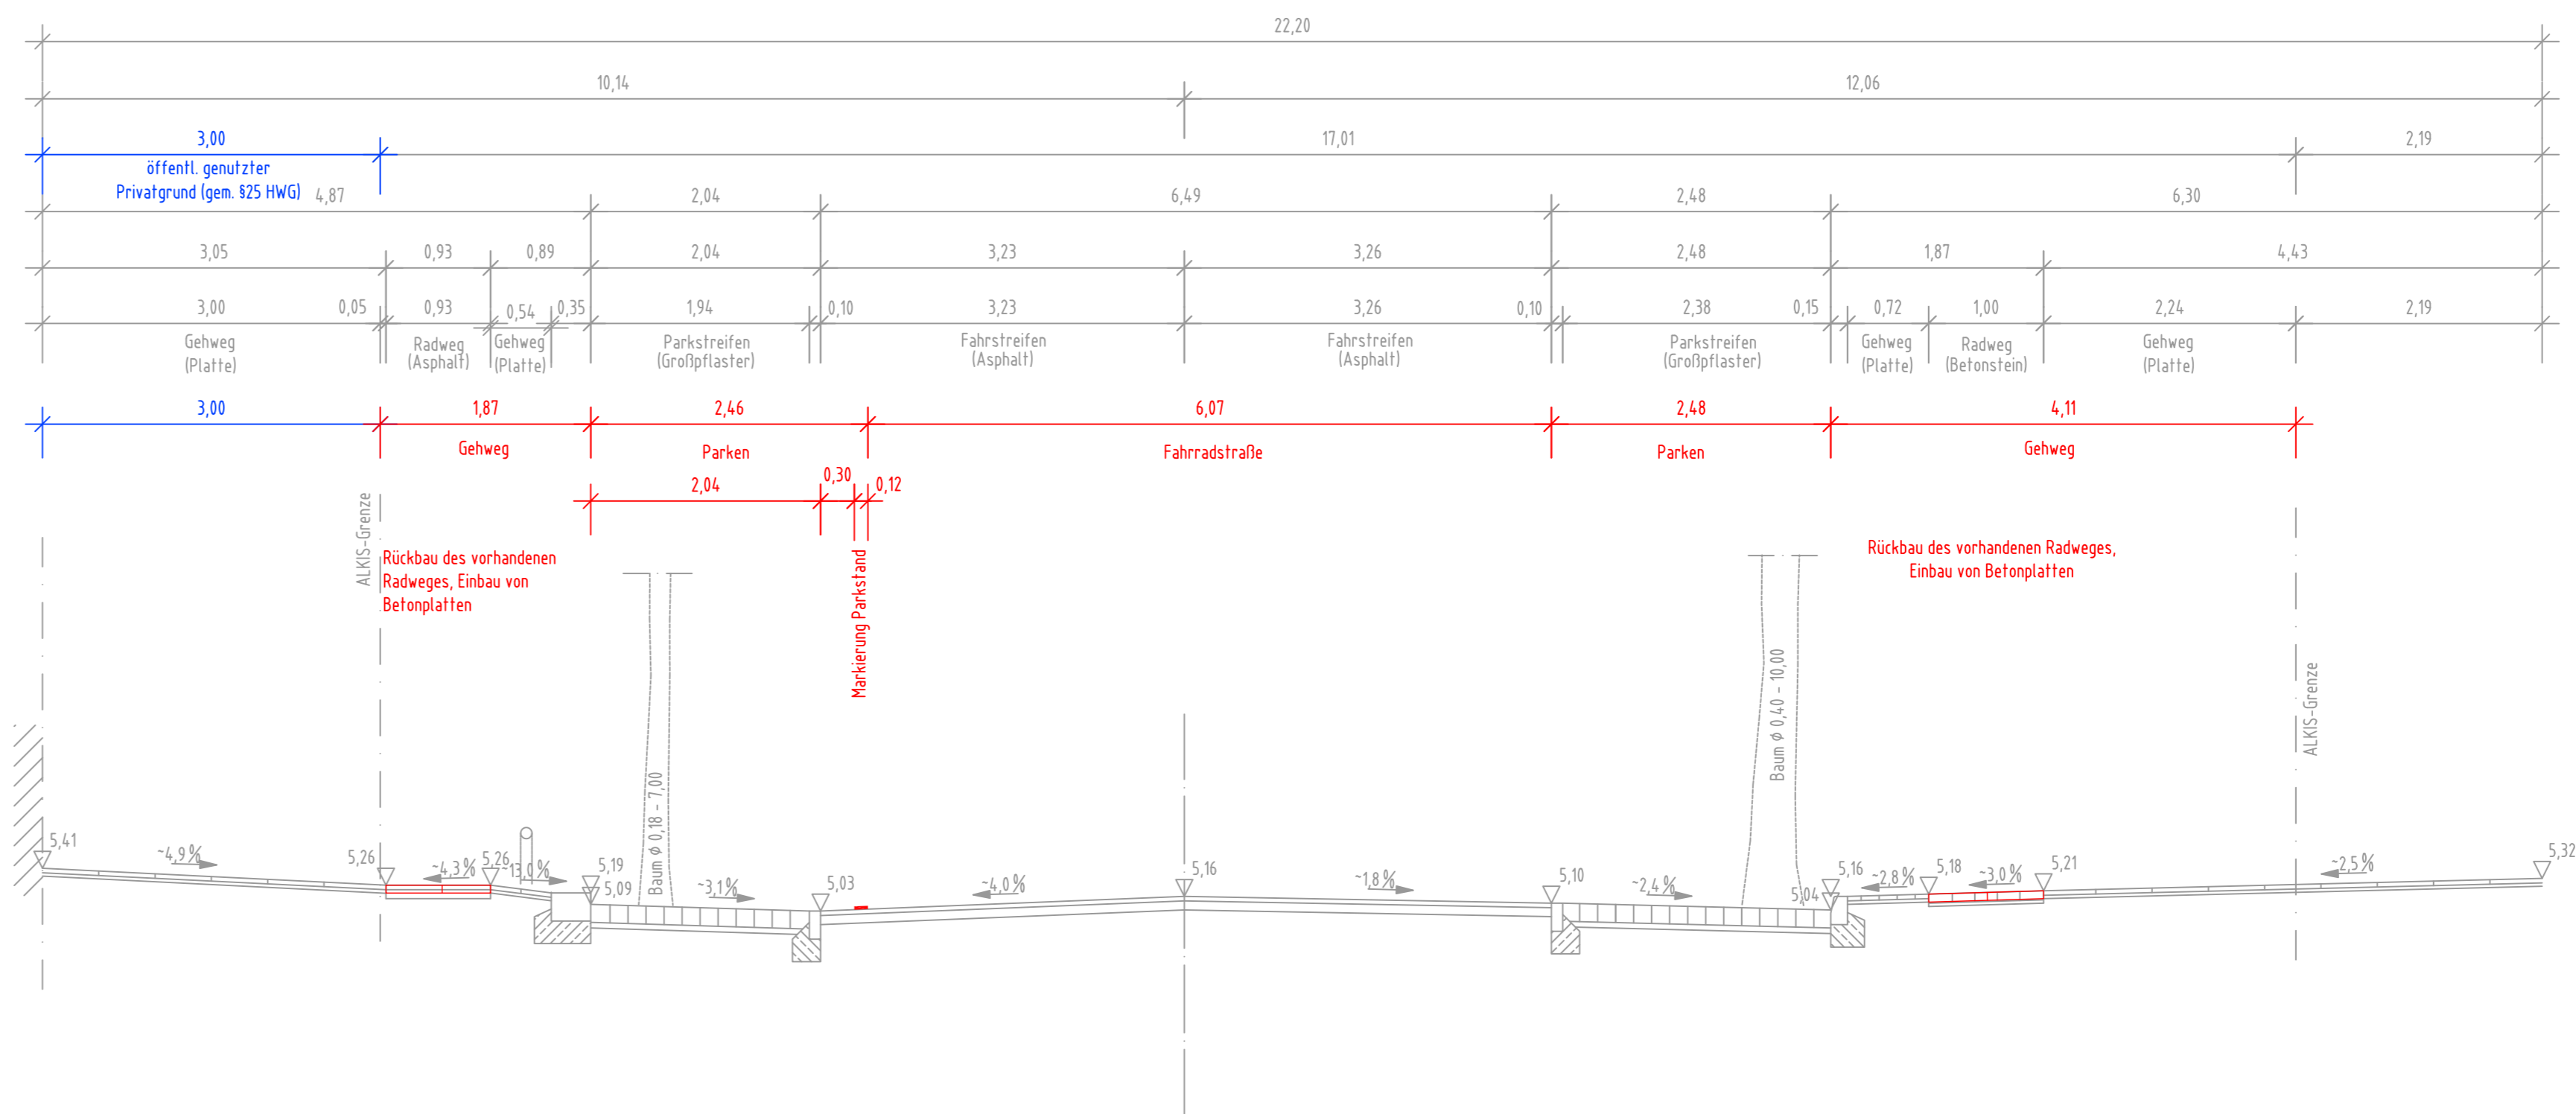 22,20
10,14
12,06
3,00
17,01
2,19
öffentl. genutzter
Privatgrund (gem. §25 HWG)
4,87
2,04
6,49
2,48
6,30
3,05
0,93
0,89
2,04
3,23
3,26
2,48
1,87
4,43
3,00
0,05
0,93
0,54
0,35
1,94
0,10
3,23
3,26
0,10
2,38
0,15
0,72
1,00
2,24
2,19
Gehweg
(Platte)
Radweg
(Asphalt)
Gehweg
(Platte)
Parkstreifen
(Großpflaster)
Fahrstreifen
(Asphalt)
Fahrstreifen
(Asphalt)
Parkstreifen
(Großpflaster)
Gehweg
(Platte)
Radweg
(Betonstein)
Gehweg
(Platte)
3,00
1,87
2,46
6,07
2,48
4,11
Gehweg
Parken
Fahrradstraße
Parken
Gehweg
2,04
0,30
0,12
ALKIS-Grenze
Rückbau des vorhandenen
Radweges, Einbau von
Betonplatten
Markierung Parkstand
Rückbau des vorhandenen Radweges,
Einbau von Betonplatten
Baum ϕ 0,18 - 7,00
Baum ϕ 0,40 - 10,00
ALKIS-Grenze
5,41
~4,9%
5,26
~4,3%
5,26
~13,0%
5,19
5,09
~3,1%
5,03
~4,0%
5,16
~1,8%
5,10
~2,4%
5,04
5,16
~2,8%
5,18
~3,0%
5,21
~2,5%
5,32